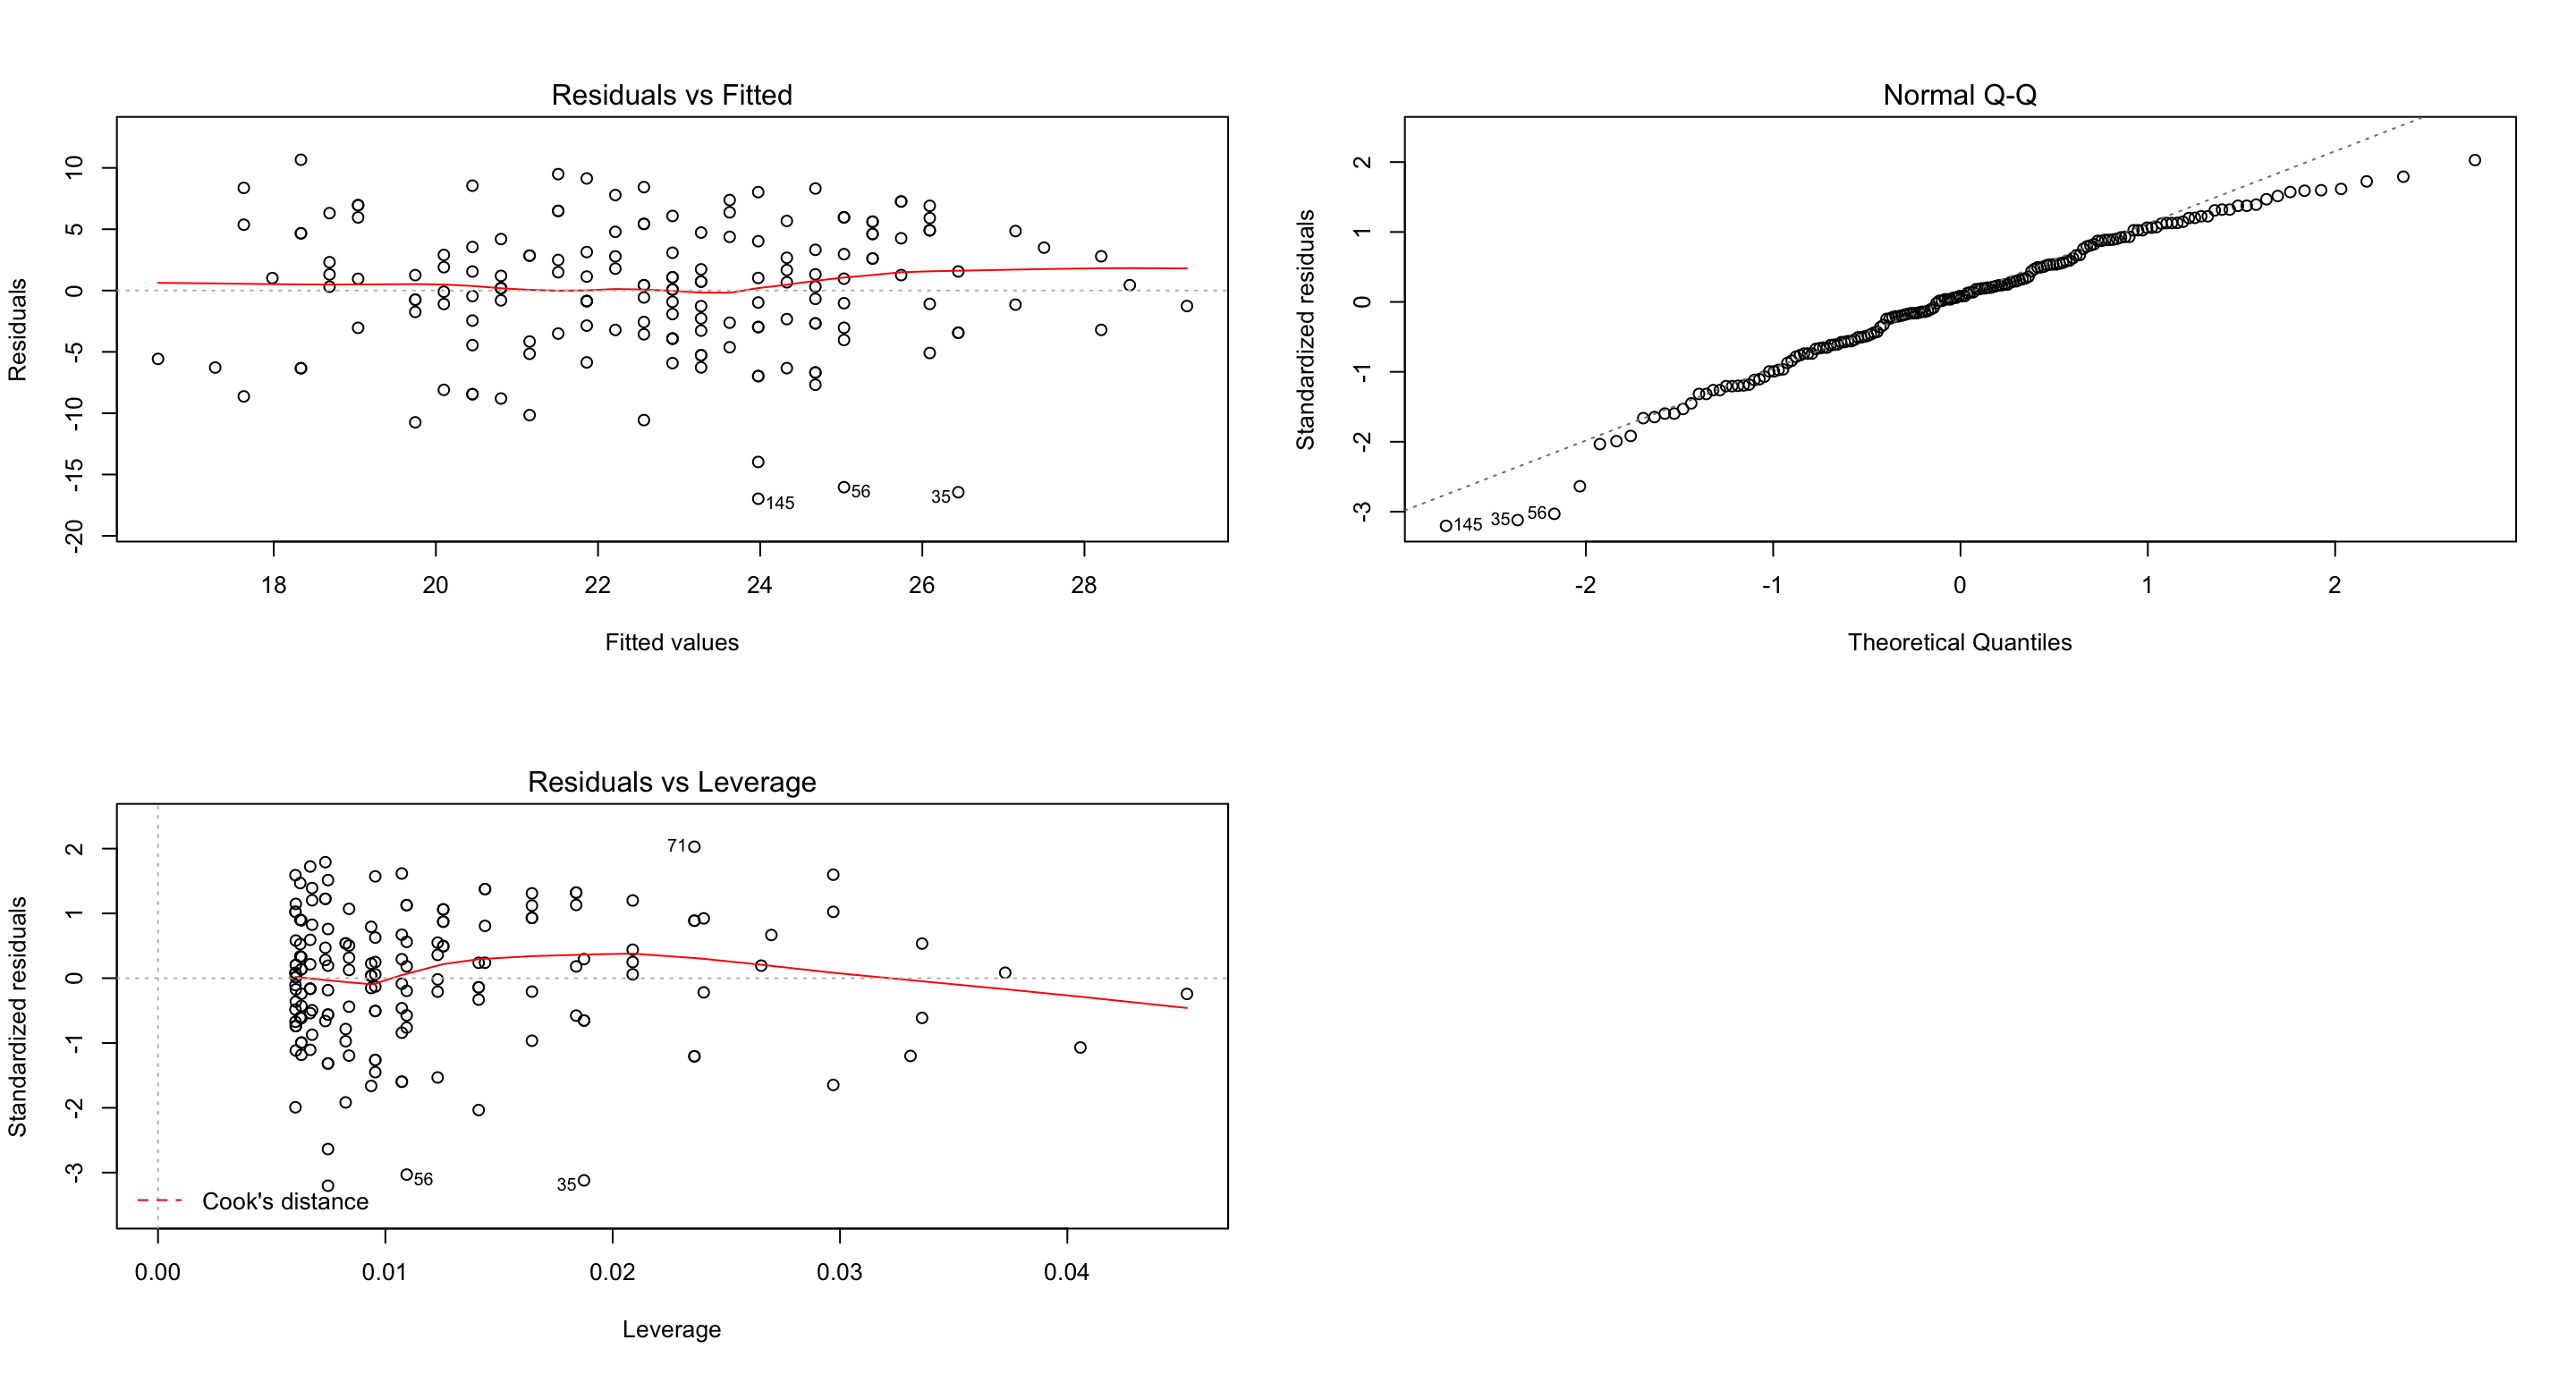 Residuals vs Fitted
Residuals
10
5
0
-5
-10
-15
-20
145
56
35
18 20 22 24 26 28
Fitted values
Normal Q-Q
Standardized residuals
2
1
0
-1
-2
-3
145 35 56
-2 -1 0 1 2
Theoretical Quantiles
Residuals vs Leverage
Standardized residuals
2
1
0
-1
-2
-3
71
56
35
Cook's distance
0.00 0.01 0.02 0.03 0.04
Leverage